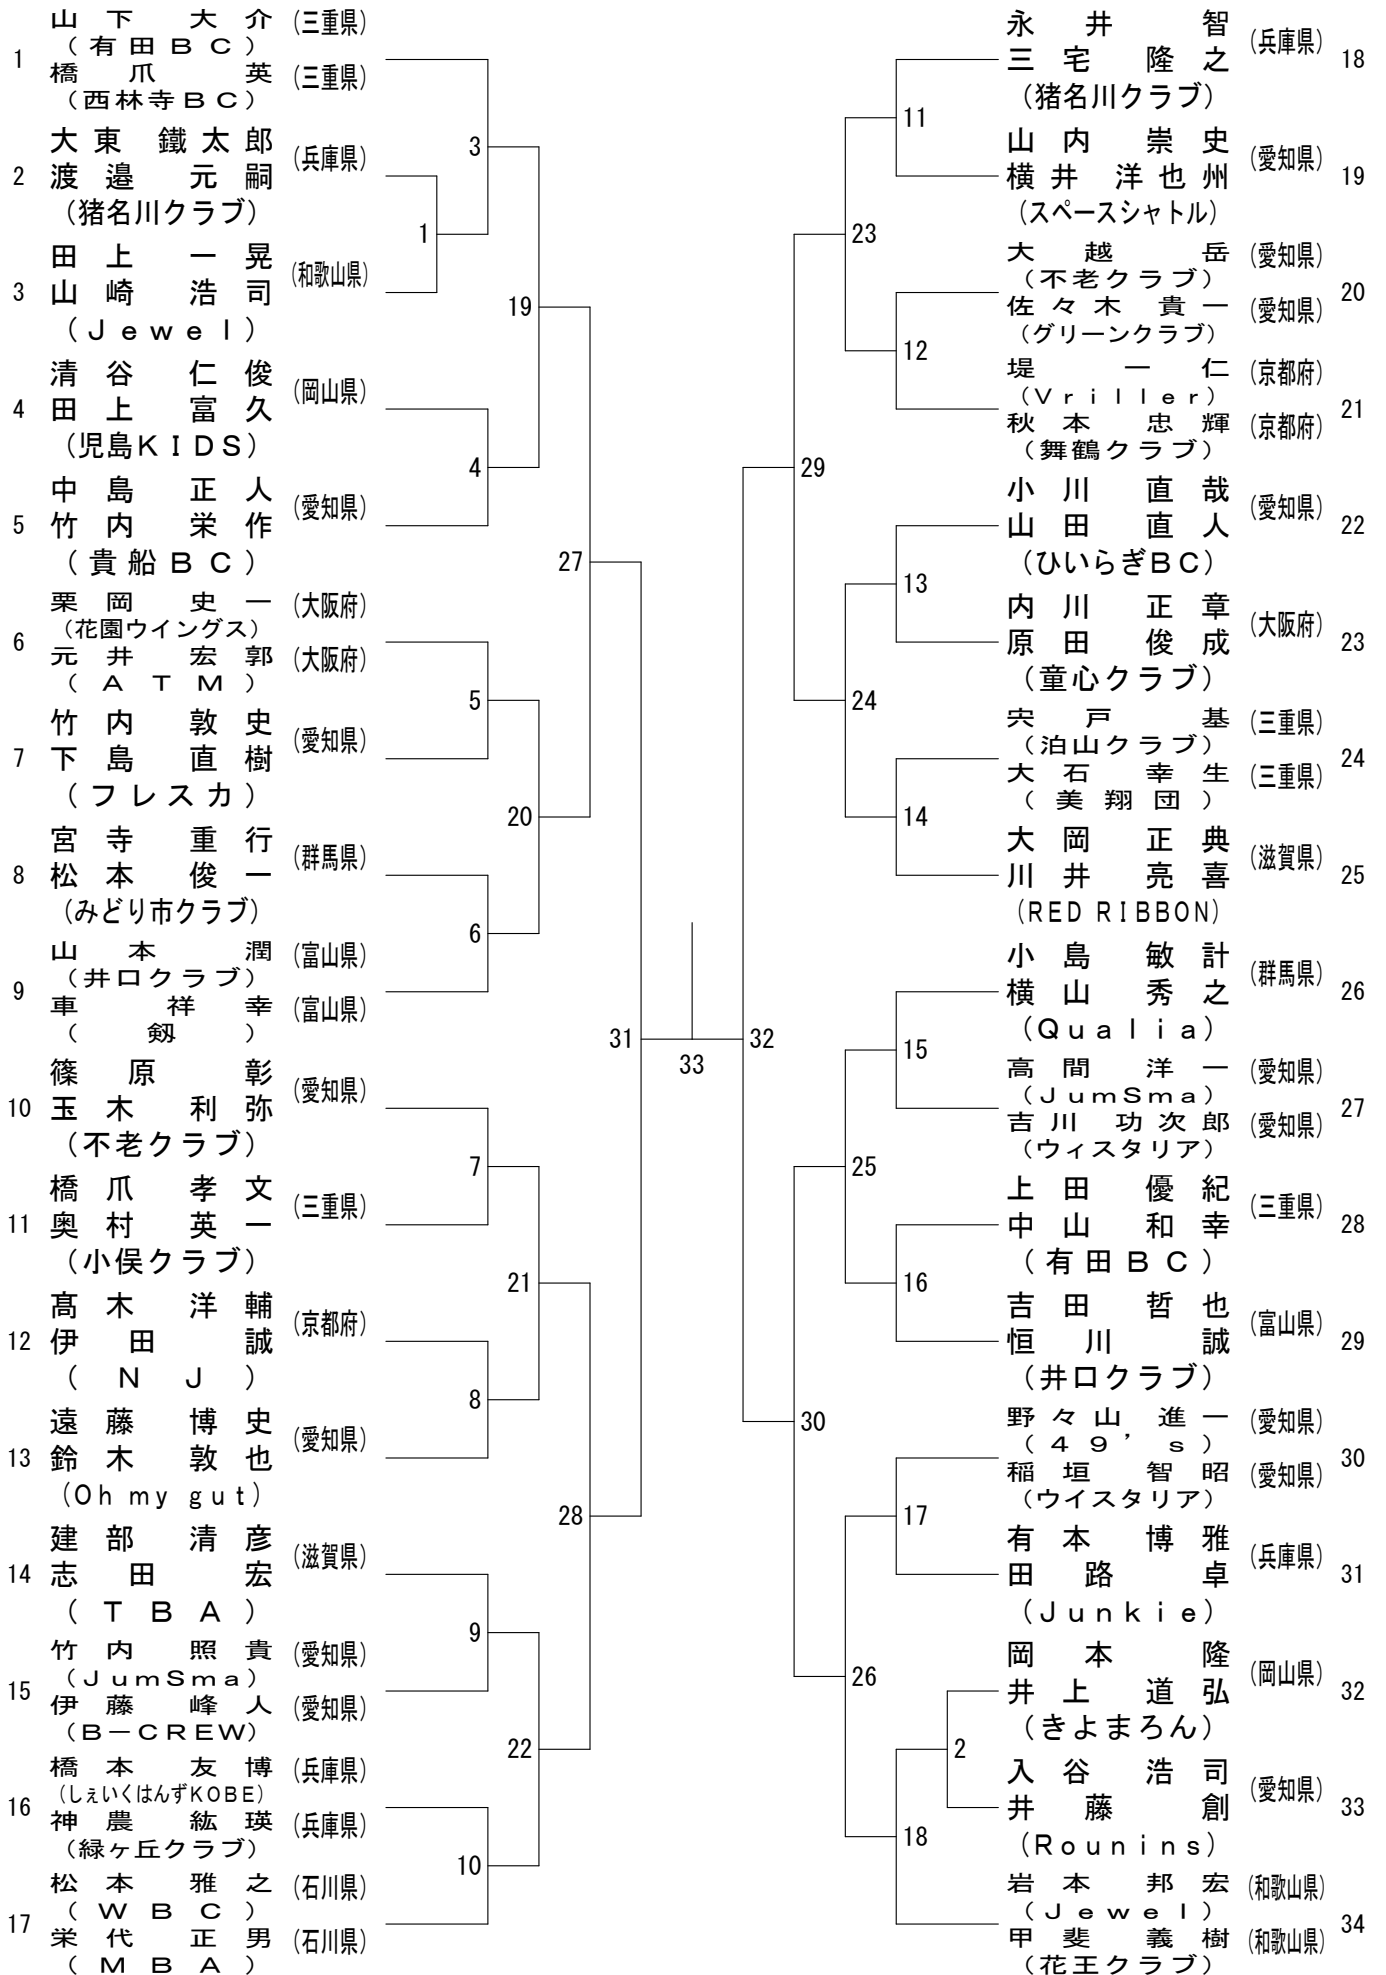 山下 大介 (三重県)
(有田BC)
1
橋爪 英 (三重県)
(西林寺BC)
大東 鐵太郎
(兵庫県)
2 渡邉 元嗣
(猪名川クラブ)
田上 一晃
(和歌山県)
3 山崎 浩司
(Jewel)
清谷 仁俊
(岡山県)
4 田上 富久
(児島KIDS)
中島 正人
(愛知県)
5 竹内 栄作
(貴船BC)
栗岡 史一 (大阪府)
(花園ウイングス)
6
元井 宏郭 (大阪府)
(ATM)
竹内 敦史
(愛知県)
7 下島 直樹
(フレスカ)
宮寺 重行
(群馬県)
8 松本 俊一
(みどり市クラブ)
山本 潤 (富山県)
(井口クラブ)
9
車 祥幸 (富山県)
(剱)
篠原 彰
(愛知県)
10 玉木 利弥
(不老クラブ)
橋爪 孝文
(三重県)
11 奥村 英一
(小俣クラブ)
髙木 洋輔
(京都府)
12 伊田 誠
(NJ)
遠藤 博史
(愛知県)
13 鈴木 敦也
(Oh my gut)
建部 清彦
(滋賀県)
14 志田 宏
(TBA)
竹内 照貴 (愛知県)
(JumSma)
15
伊藤 峰人 (愛知県)
(B－CREW)
橋本 友博 (兵庫県)
(しぇいくはんずKOBE)
16
神農 紘瑛 (兵庫県)
(緑ヶ丘クラブ)
松本 雅之 (石川県)
(WBC)
17
栄代 正男 (石川県)
(MBA)
3
1
19
4
27
5
20
6
31
7
21
8
28
9
22
10
33
32
11
23
12
29
13
24
14
15
25
16
30
17
26
2
18
永井 智
(兵庫県)
三宅 隆之 18
(猪名川クラブ)
山内 崇史
(愛知県)
横井 洋也州 19
(スペースシャトル)
大越 岳 (愛知県)
(不老クラブ)
20
佐々木 貴一 (愛知県)
(グリーンクラブ)
堤 一仁 (京都府)
(Vriller)
21
秋本 忠輝 (京都府)
(舞鶴クラブ)
小川 直哉
(愛知県)
山田 直人 22
(ひいらぎBC)
内川 正章
(大阪府)
原田 俊成 23
(童心クラブ)
宍戸 基 (三重県)
(泊山クラブ)
24
大石 幸生 (三重県)
(美翔団)
大岡 正典
(滋賀県)
川井 亮喜 25
(RED RIBBON)
小島 敏計
(群馬県)
横山 秀之 26
(Qualia)
高間 洋一 (愛知県)
(JumSma)
27
吉川 功次郎 (愛知県)
(ウィスタリア)
上田 優紀
(三重県)
中山 和幸 28
(有田BC)
吉田 哲也
(富山県)
恒川 誠 29
(井口クラブ)
野々山 進一 (愛知県)
(49’s)
30
稲垣 智昭 (愛知県)
(ウイスタリア)
有本 博雅
(兵庫県)
田路 卓 31
(Junkie)
岡本 隆
(岡山県)
井上 道弘 32
(きよまろん)
入谷 浩司
(愛知県)
井藤 創 33
(Rounins)
岩本 邦宏 (和歌山県)
(Jewel)
34
甲斐 義樹 (和歌山県)
(花王クラブ)